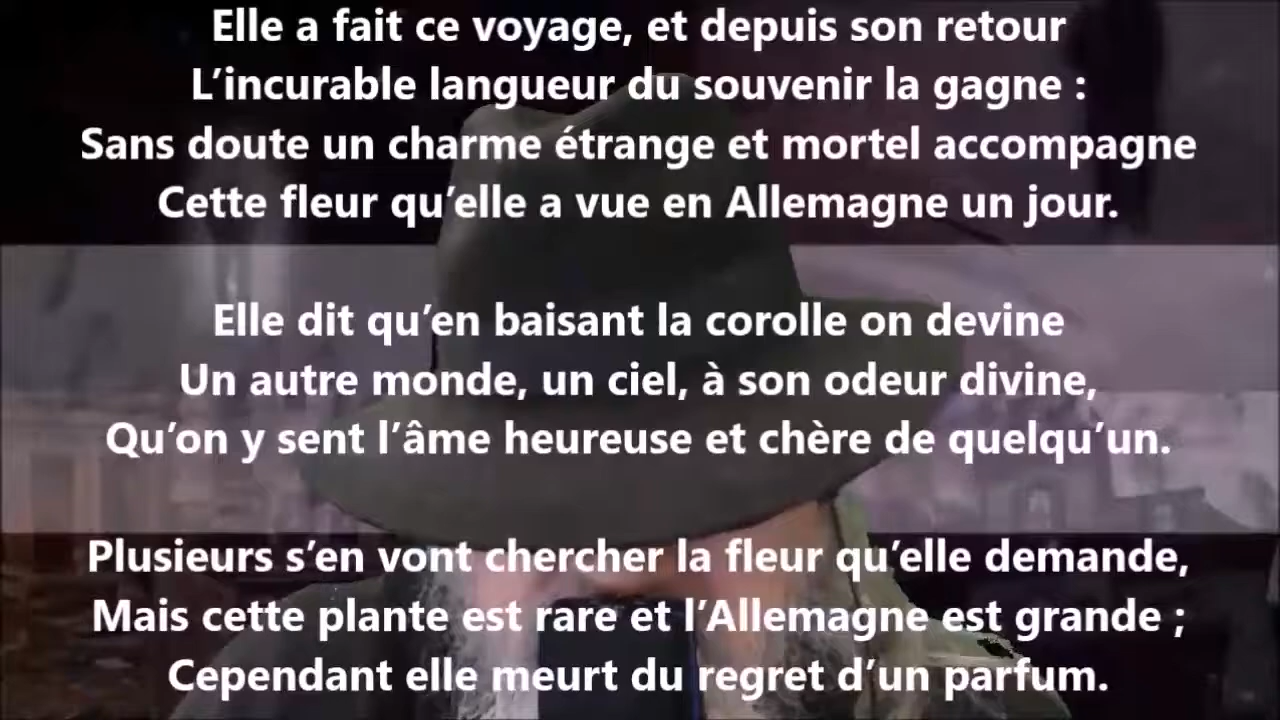 Elle a fait ce voyage, et depuis son retour
L’incurable langueur du souvenir la gagne :
Sans doute un charme étrange et mortel accompagne
Cette fleur qu’elle a vue en Allemagne un jour.
Elle dit qu’en baisant la corolle on devine
Un autre monde, un ciel, à son odeur divine,
Qu’on y sent l’âme heureuse et chère de quelqu’un.
Plusieurs s’en vont chercher la fleur qu’elle demande,
Mais cette plante est rare et l’Allemagne est grande ;
Cependant elle meurt du regret d’un parfum.